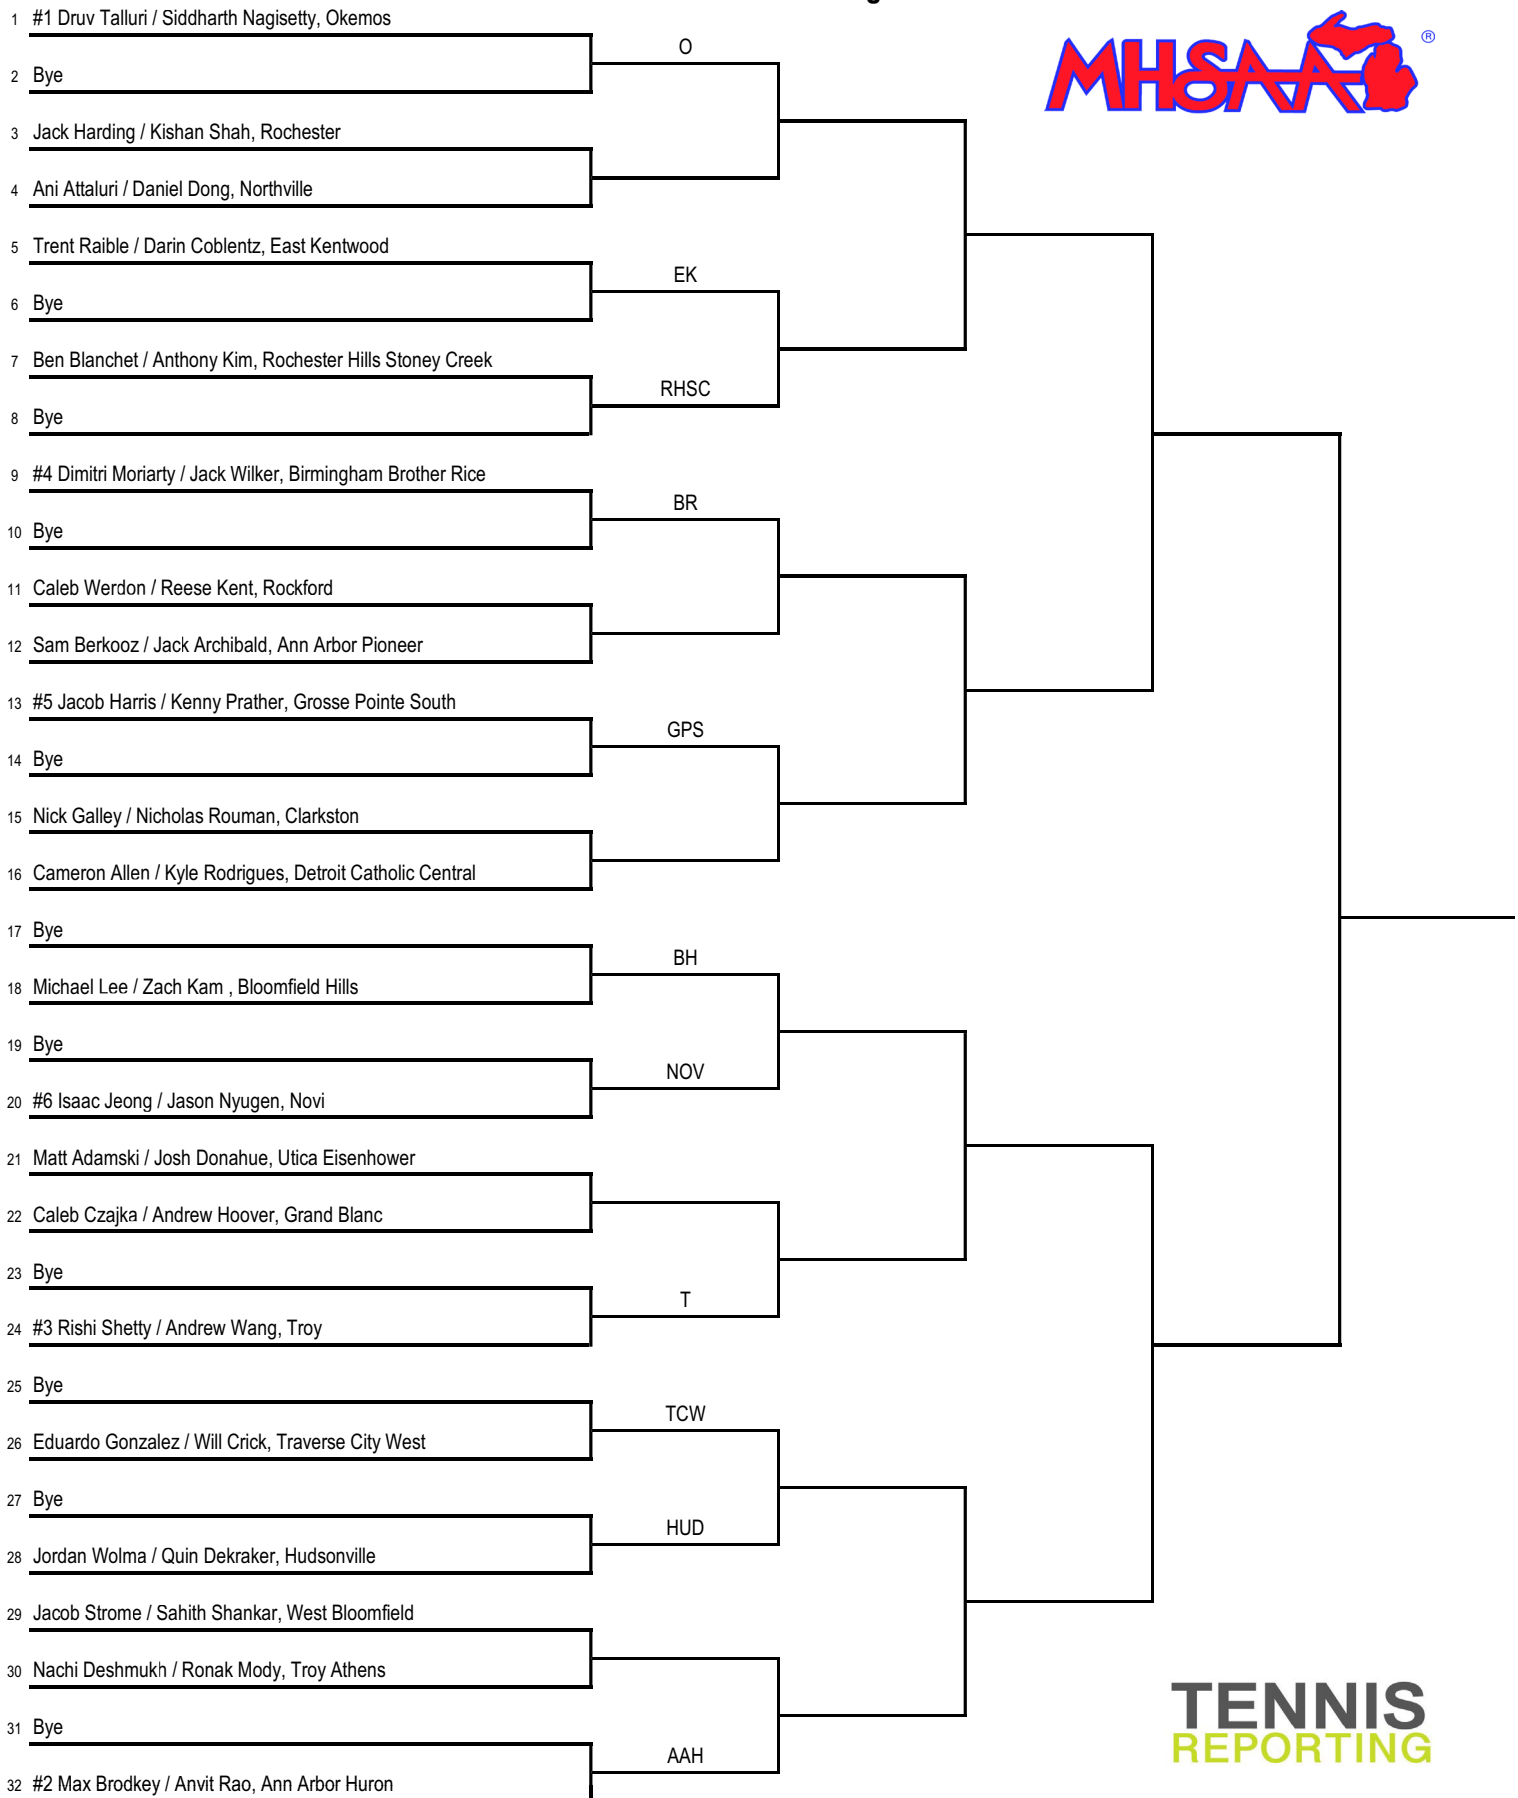 1 #1 Druv Talluri / Siddharth Nagisetty, Okemos
O
2 Bye
3 Jack Harding / Kishan Shah, Rochester
4 Ani Attaluri / Daniel Dong, Northville
5 Trent Raible / Darin Coblentz, East Kentwood
EK
6 Bye
7 Ben Blanchet / Anthony Kim, Rochester Hills Stoney Creek
RHSC
8 Bye
9 #4 Dimitri Moriarty / Jack Wilker, Birmingham Brother Rice
BR
10 Bye
11 Caleb Werdon / Reese Kent, Rockford
12 Sam Berkooz / Jack Archibald, Ann Arbor Pioneer
13 #5 Jacob Harris / Kenny Prather, Grosse Pointe South
GPS
14 Bye
15 Nick Galley / Nicholas Rouman, Clarkston
16 Cameron Allen / Kyle Rodrigues, Detroit Catholic Central
17 Bye
BH
18 Michael Lee / Zach Kam , Bloomfield Hills
19 Bye
NOV
20 #6 Isaac Jeong / Jason Nyugen, Novi
21 Matt Adamski / Josh Donahue, Utica Eisenhower
22 Caleb Czajka / Andrew Hoover, Grand Blanc
23 Bye
T
24 #3 Rishi Shetty / Andrew Wang, Troy
25 Bye
TCW
26 Eduardo Gonzalez / Will Crick, Traverse City West
27 Bye
HUD
28 Jordan Wolma / Quin Dekraker, Hudsonville
29 Jacob Strome / Sahith Shankar, West Bloomfield
30 Nachi Deshmukh / Ronak Mody, Troy Athens
31 Bye
AAH
32 #2 Max Brodkey / Anvit Rao, Ann Arbor Huron
MHSAA ®
TENNIS
REPORTING